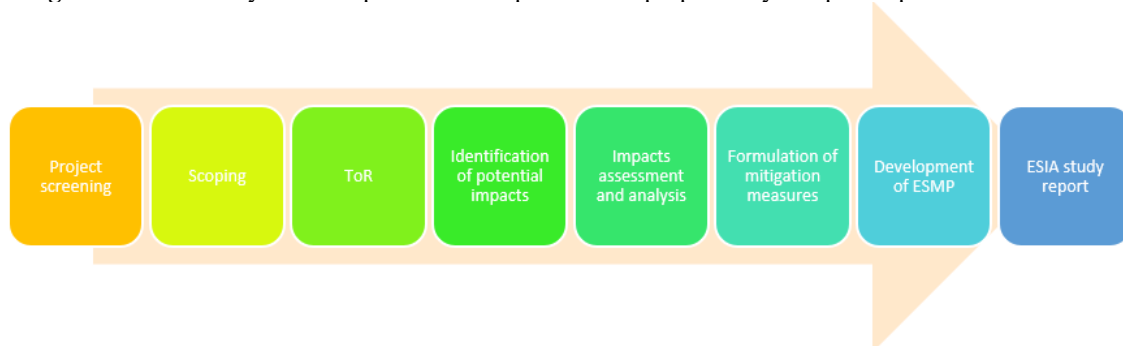 Project
screening
Scoping
ToR
Identification
of potential
impacts
Impacts
assessment
and analysis
Formulation of
mitigation
measures
Development
of ESMP
ESIA study
report